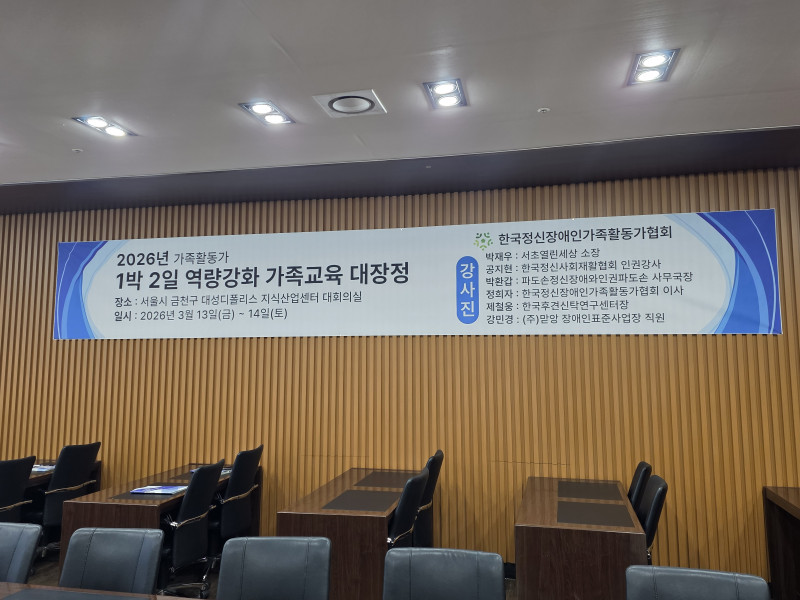 2026년 가족활동가
1박 2일 역량강화 가족교육 대장정
장소 : 서울시 금천구 대성디폴리스 지식산업센터 대회의실
일시 : 2026년 3월 13일(금) ~ 14일(토)
한국정신장애인가족활동가협회
강사진
박재우 : 서초열린세상 소장
공지현 : 한국정신사회재활협회 인권강사
박환갑 : 파도손정신장애와인권파도손 사무국장
정희자 : 한국정신장애인가족활동가협회 이사
제철웅 : 한국후견신탁연구센터장
강민경 : (주)맑앙 장애인표준사업장 직원